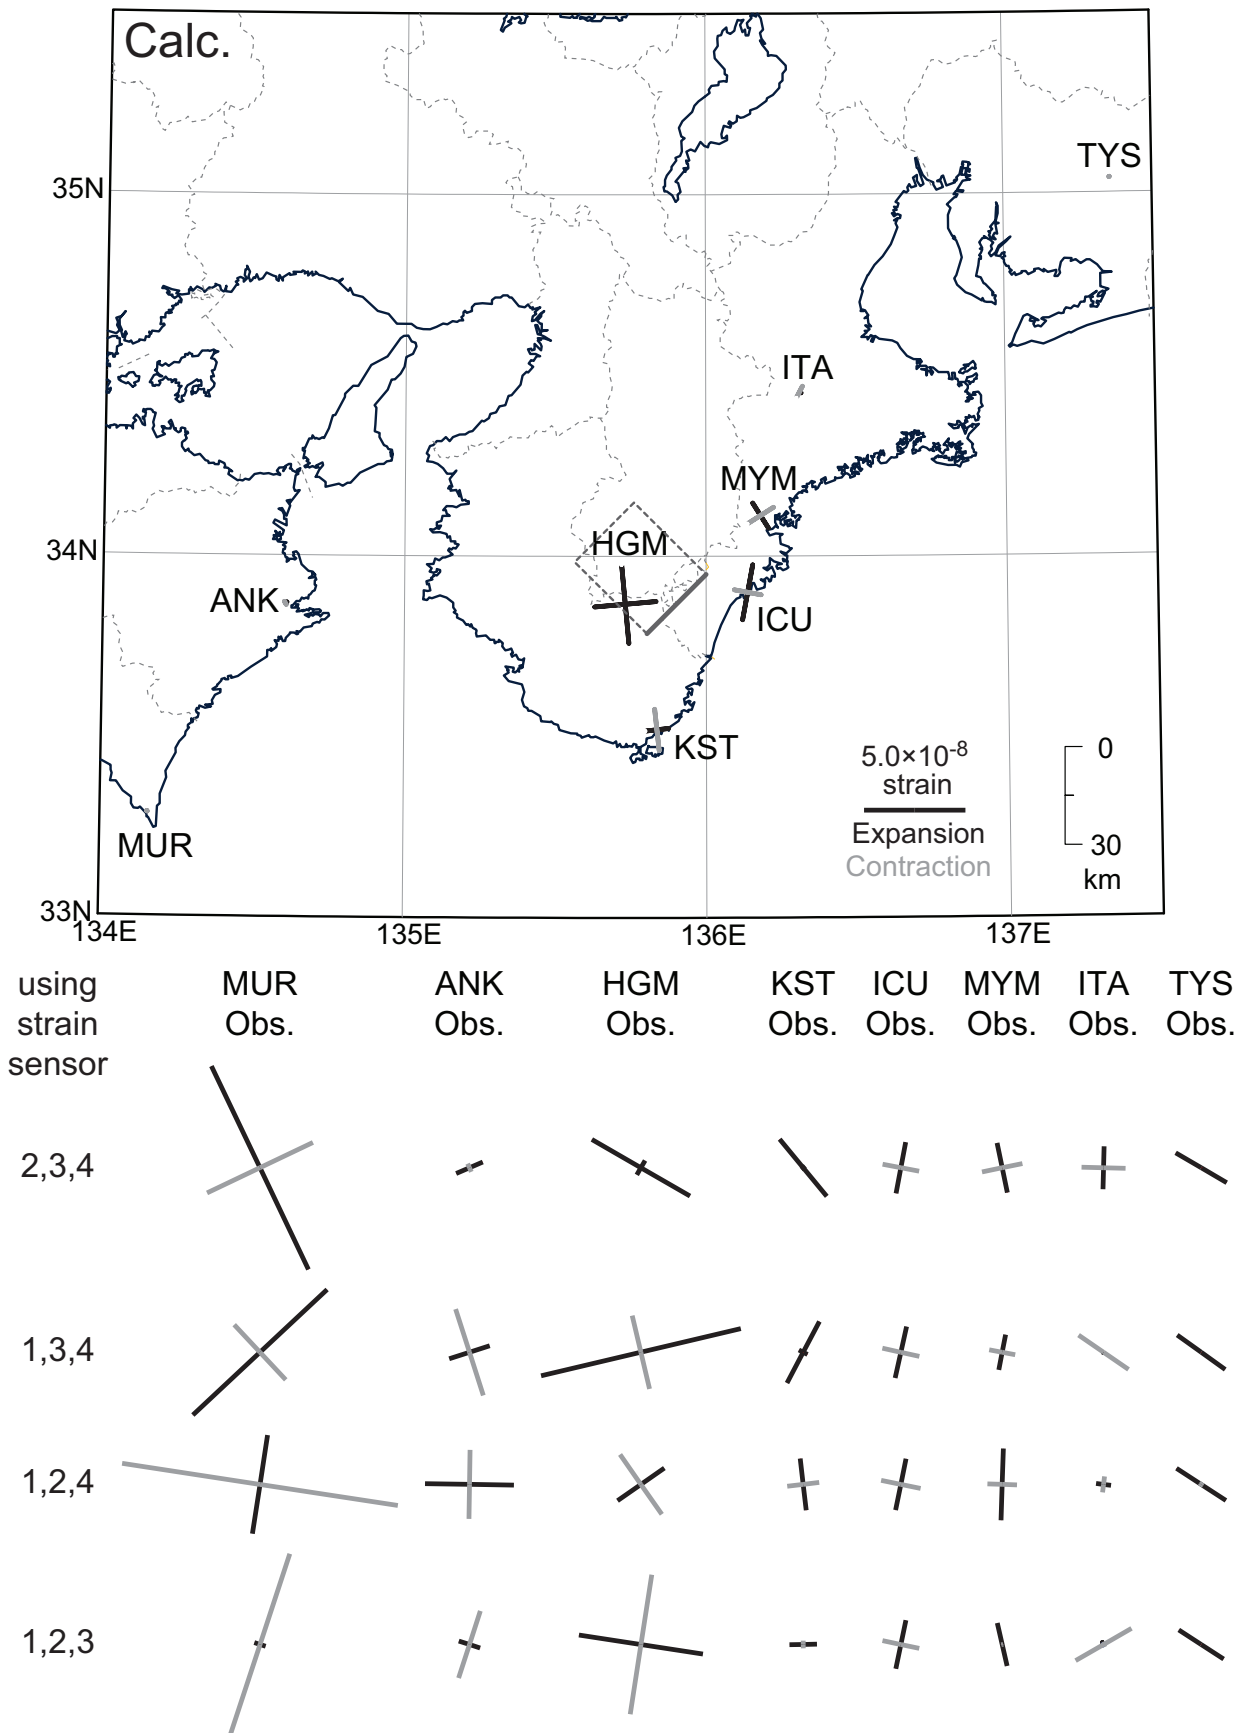 Calc.
TYS
35N
ITA
MYM
34N
HGM
ANK
ICU
KST
5.0×10-8
strain
Expansion
Contraction
0
30
km
MUR
33N
134E 135E 136E 137E
using strain sensor
MUR Obs.
ANK Obs.
HGM Obs.
KST Obs.
ICU Obs.
MYM Obs.
ITA Obs.
TYS Obs.
2,3,4
1,3,4
1,2,4
1,2,3